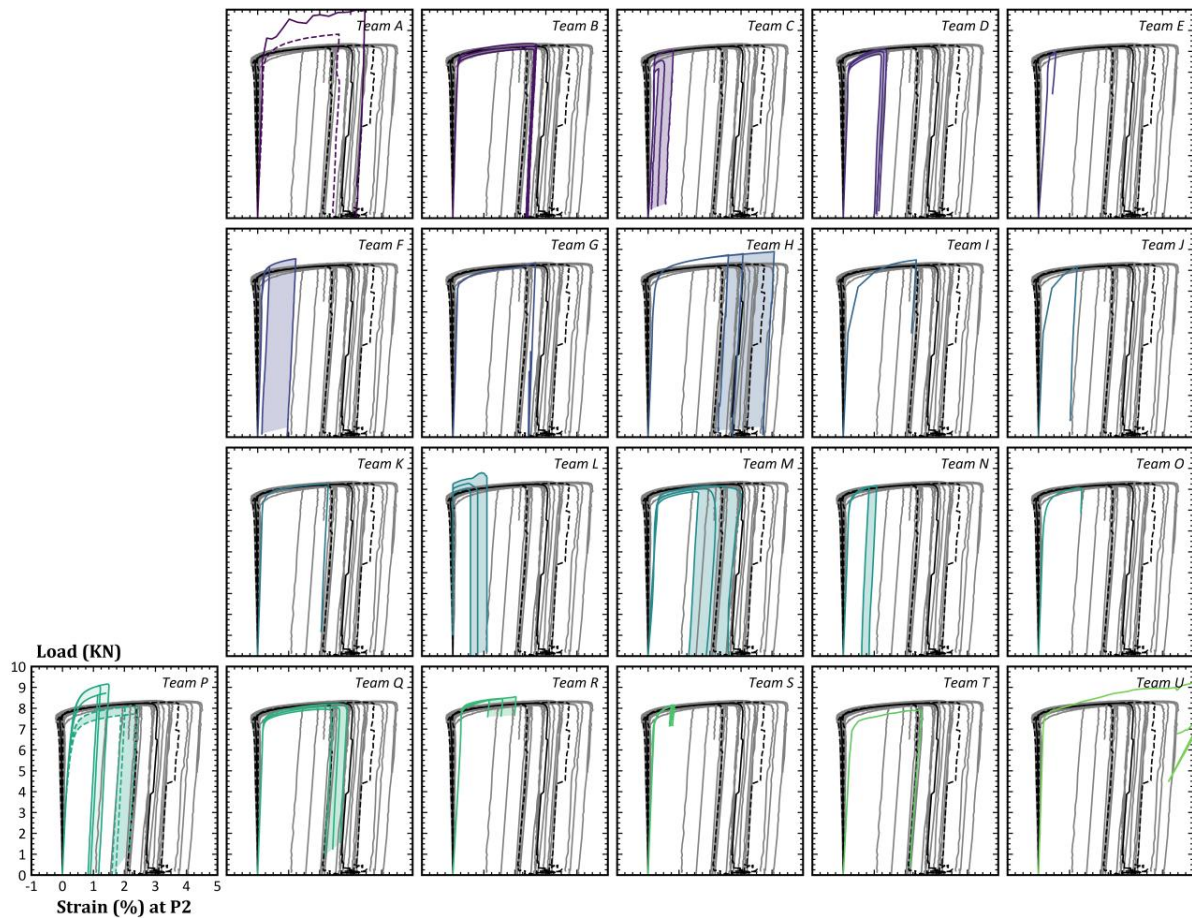 Team A
Team B
Team C
Team D
Team E
Team F
Team G
Team H
Team I
Team J
Team K
Team L
Team M
Team N
Team O
Load (KN)
Team P
Team Q
Team R
Team S
Team T
Team U
10
9
8
7
6
5
4
3
2
1
0
-1 0 1 2 3 4 5
Strain (%) at P2